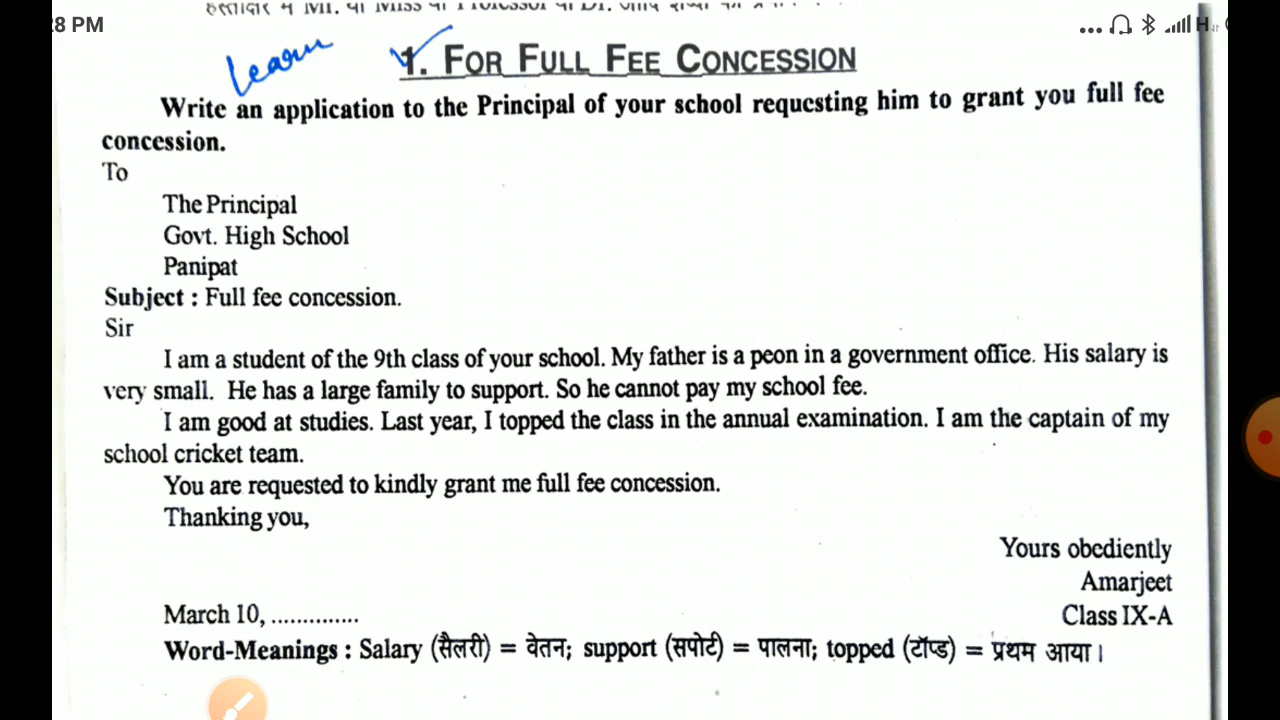 28 PM
Learn
1. FOR FULL FEE CONCESSION
Write an application to the Principal of your school requesting him to grant you full fee
concession.
To
The Principal
Govt. High School
Panipat
Subject : Full fee concession.
Sir
I am a student of the 9th class of your school. My father is a peon in a government office. His salary is
very small. He has a large family to support. So he cannot pay my school fee.
I am good at studies. Last year, I topped the class in the annual examination. I am the captain of my
school cricket team.
You are requested to kindly grant me full fee concession.
Thanking you,
Yours obediently
Amarjeet
March 10, ..............
Class IX-A
Word-Meanings : Salary (सैलरी) = वेतन; support (सपोर्ट) = पालना; topped (टॉप्ड) = प्रथम आया।